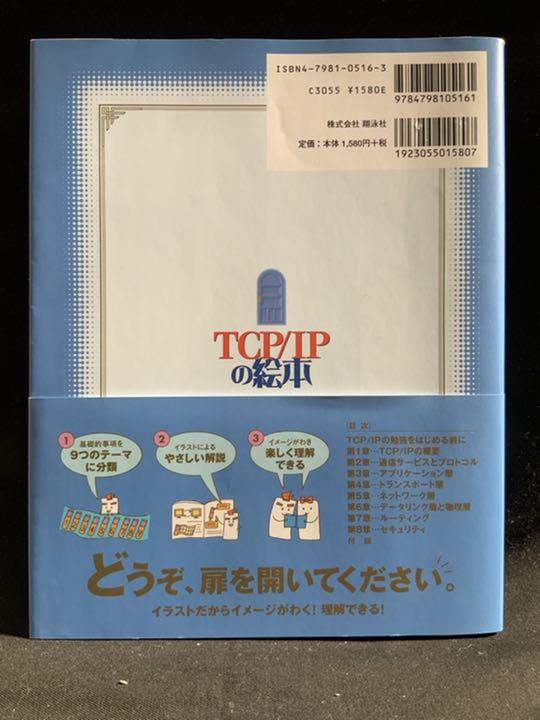 ISBN4-7981-0516-3
C3055 ¥1580E
9784798105161
株式会社 翔泳社
定価:本体1,580円+税
1923055015807
TCP/IP
の絵本
1
基礎的事項を
9つのテーマ
に分類
2
イラストによる
やさしい解説
3
イメージがわき
楽しく理解
できる
[目 次]
TCP/IPの勉強をはじめる前に
第1章…TCP/IPの概要
第2章…通信サービスとプロトコル
第3章…アプリケーション層
第4章…トランスポート層
第5章…ネットワーク層
第6章…データリンク層と物理層
第7章…ルーティング
第8章…セキュリティ
付 録
どうぞ、扉を開いてください。
イラストだからイメージがわく!理解できる!